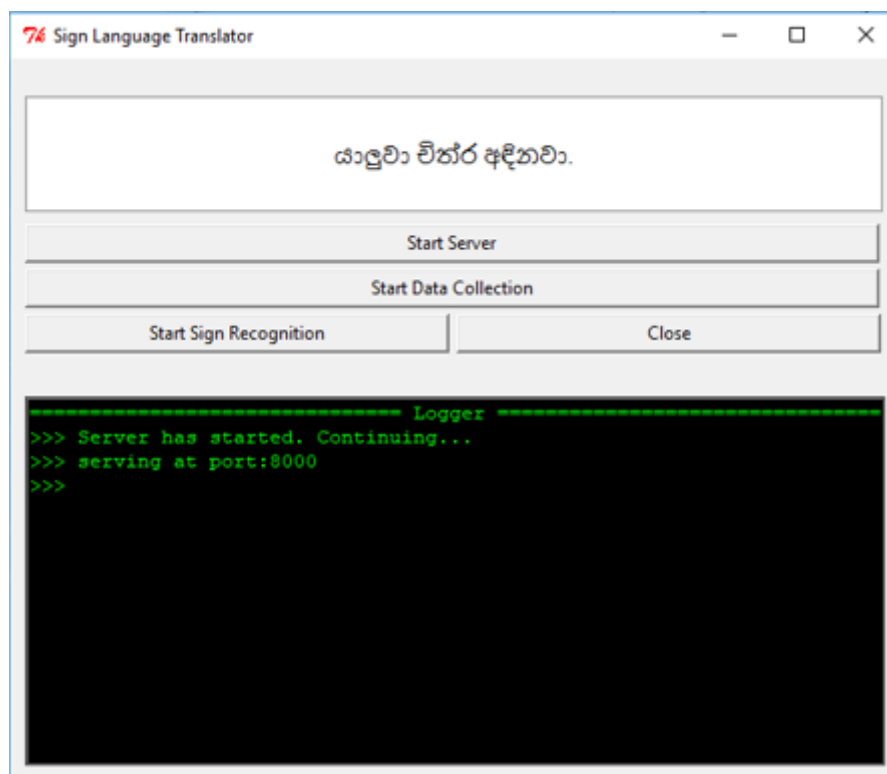 Sign Language Translator
යාලුවා චිත්ර අඳිනවා.
Start Server
Start Data Collection
Start Sign Recognition Close
=============================== Logger ================================
>>> Server has started. Continuing...
>>> serving at port:8000
>>>